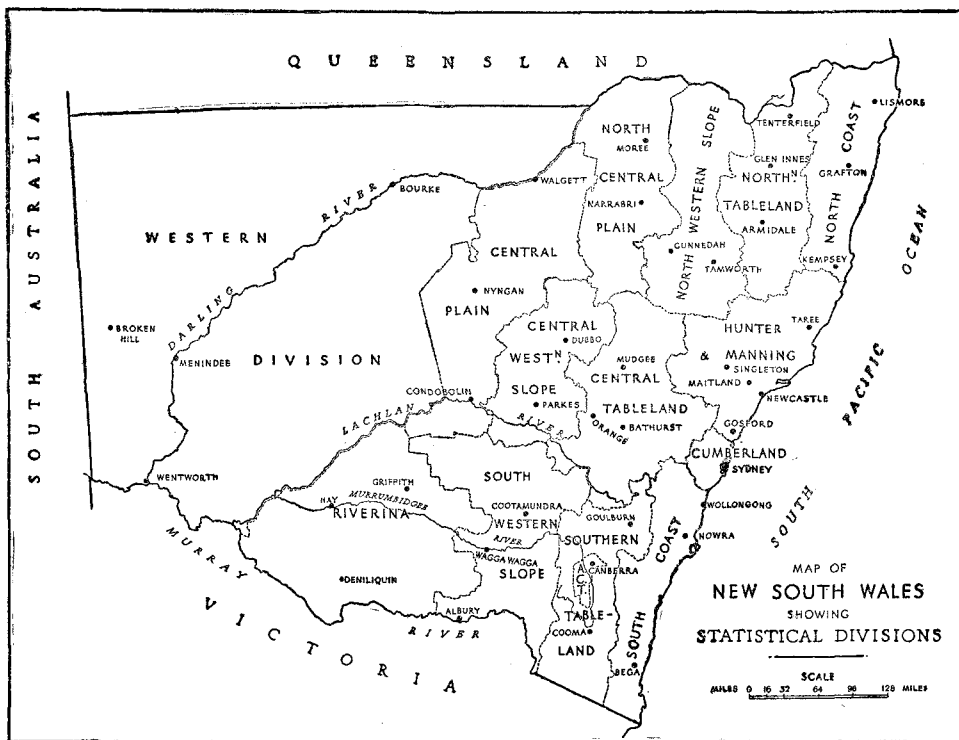 QUEENSLAND
SOUTH AUSTRALIA
NORTH
MOREE
CENTRAL
NARRABRI
PLAIN
NORTH WESTERN SLOPE
GUNNEDAH
TAMWORTH
TENTERFIELD
GLEN INNES
NORTHN.
TABLELAND
ARMIDALE
NORTH COAST
LISMORE
GRAFTON
KEMPSEY
WALGETT
BOURKE
DARLING RIVER
WESTERN
DIVISION
BROKEN
HILL
MENINDEE
WENTWORTH
CENTRAL
PLAIN
NYNGAN
CENTRAL
DUBBO
WESTN.
SLOPE
PARKES
MUDGEE
CENTRAL
TABLELAND
ORANGE
BATHURST
HUNTER
TAREE
& MANNING
SINGLETON
MAITLAND
NEWCASTLE
GOSFORD
CUMBERLAND
SYDNEY
CONDOBOLIN
LACHLAN RIVER
GRIFFITH
HAY
MURRUMBIDGEE RIVER
RIVERINA
SOUTH
COOTAMUNDRA
WESTERN
SLOPE
WAGGA WAGGA
DENILIQUIN
ALBURY
MURRAY RIVER
VICTORIA
GOULBURN
SOUTHERN
CANBERRA
A.C.T.
TABLE-
COOMA
LAND
BEGA
SOUTH COAST
WOLLONGONG
NOWRA
SOUTH PACIFIC OCEAN
MAP OF
NEW SOUTH WALES
SHOWING
STATISTICAL DIVISIONS
SCALE
MILES 0 16 32 64 96 128 MILES